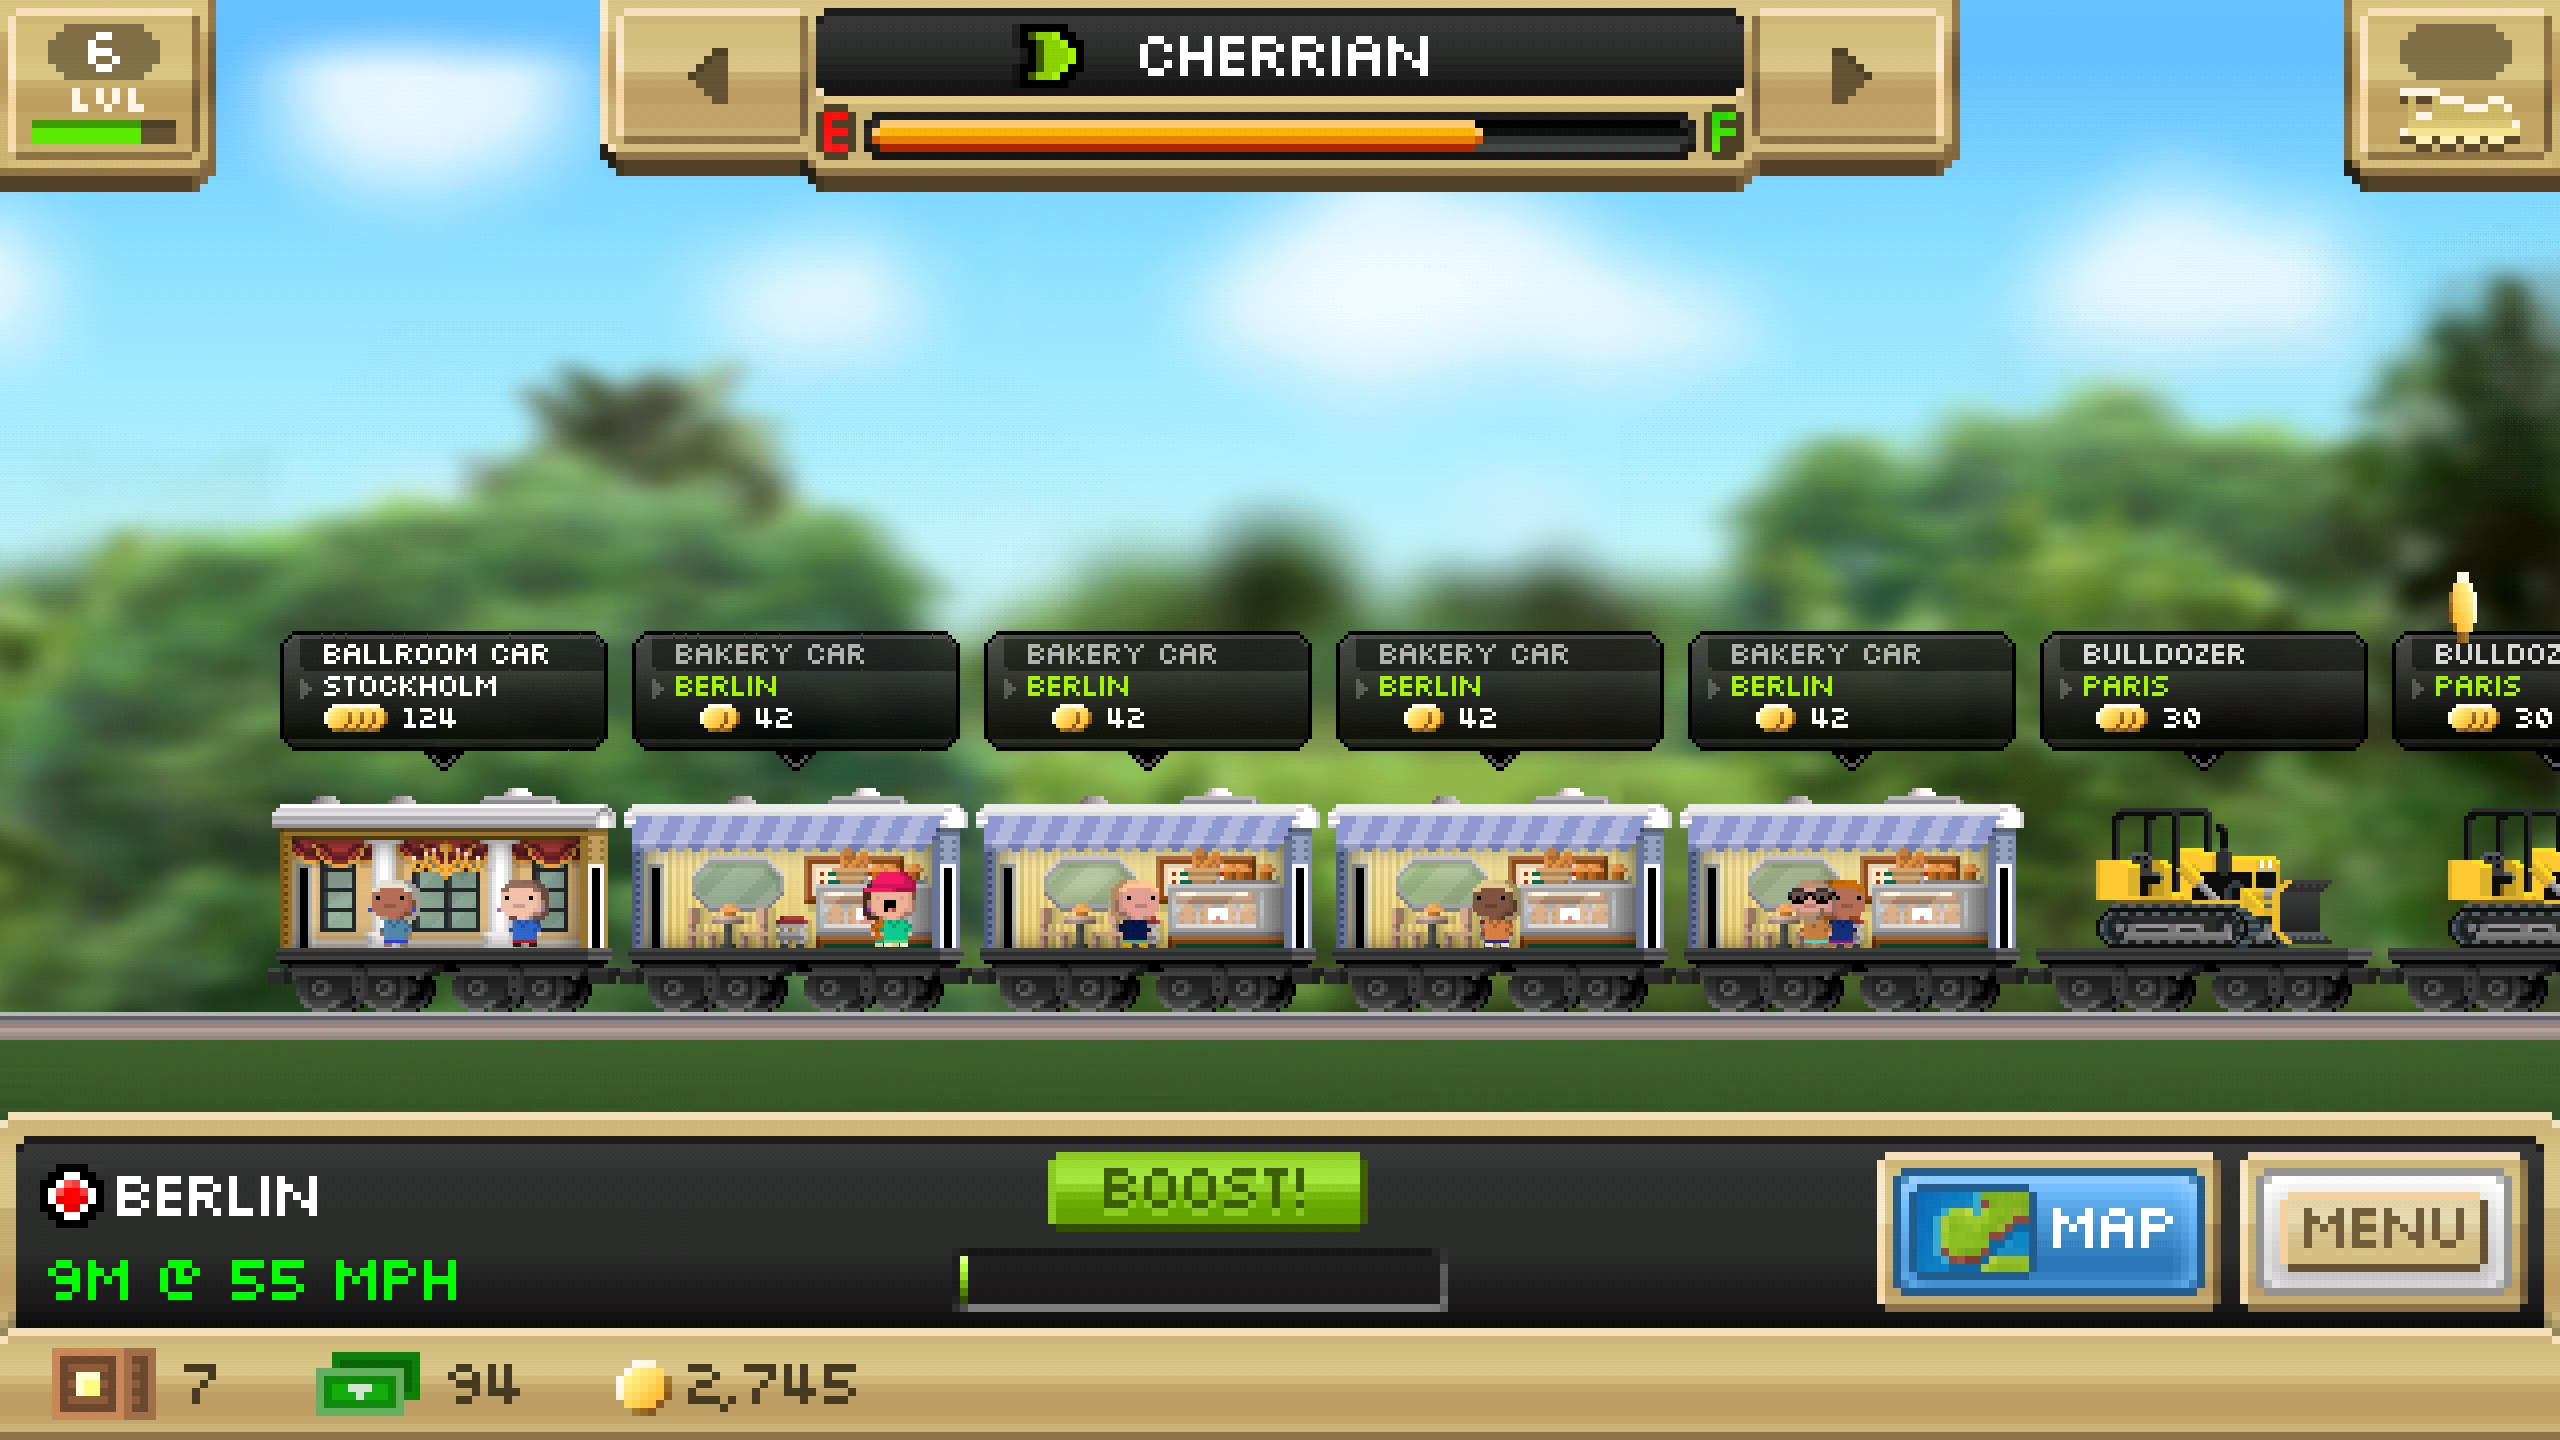 6
LVL
CHERRIAN
E
F
BALLROOM CAR
STOCKHOLM
124
BAKERY CAR
BERLIN
42
BAKERY CAR
BERLIN
42
BAKERY CAR
BERLIN
42
BAKERY CAR
BERLIN
42
BULLDOZER
PARIS
30
BULLDOZ
PARIS
30
BERLIN
9M @ 55 MPH
BOOST!
MAP
MENU
7
94
2,745